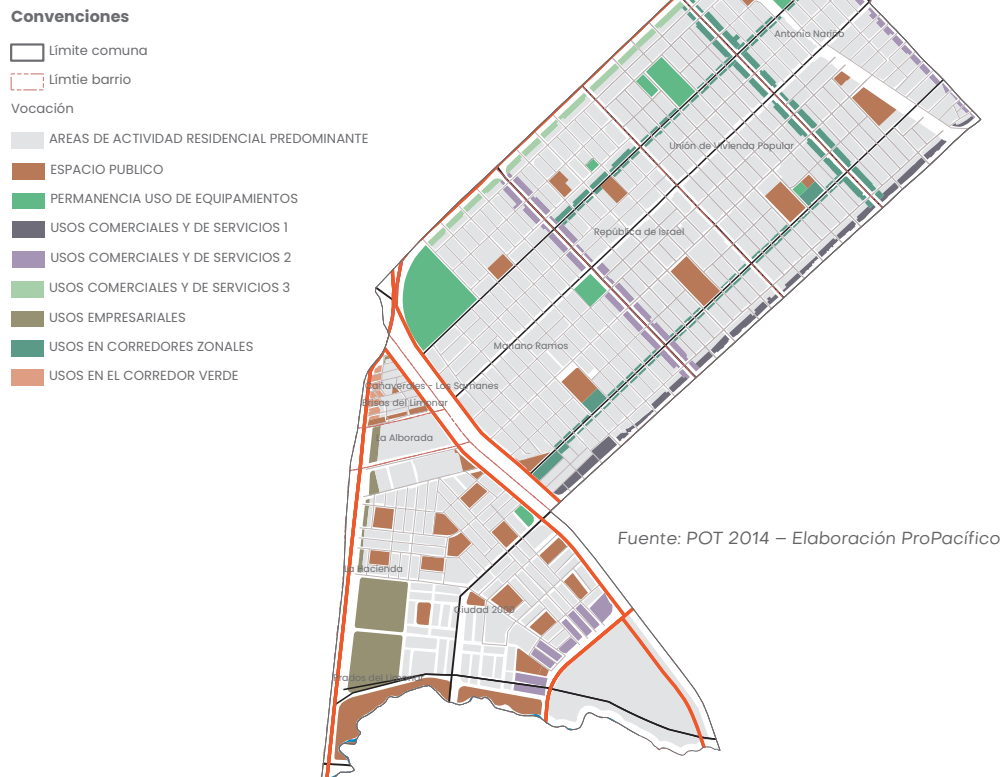 Convenciones
Límite comuna
Límtie barrio
Vocación
AREAS DE ACTIVIDAD RESIDENCIAL PREDOMINANTE
ESPACIO PUBLICO
PERMANENCIA USO DE EQUIPAMIENTOS
USOS COMERCIALES Y DE SERVICIOS 1
USOS COMERCIALES Y DE SERVICIOS 2
USOS COMERCIALES Y DE SERVICIOS 3
USOS EMPRESARIALES
USOS EN CORREDORES ZONALES
USOS EN EL CORREDOR VERDE
Antonio Nariño
Unión de Vivienda Popular
República de Israel
Mariano Ramos
Cañaverales - Los Samanes
Brisas del Limonar
La Alborada
Fuente: POT 2014 – Elaboración ProPacífico
La Hacienda
Ciudad 2000
Prados del Limonar